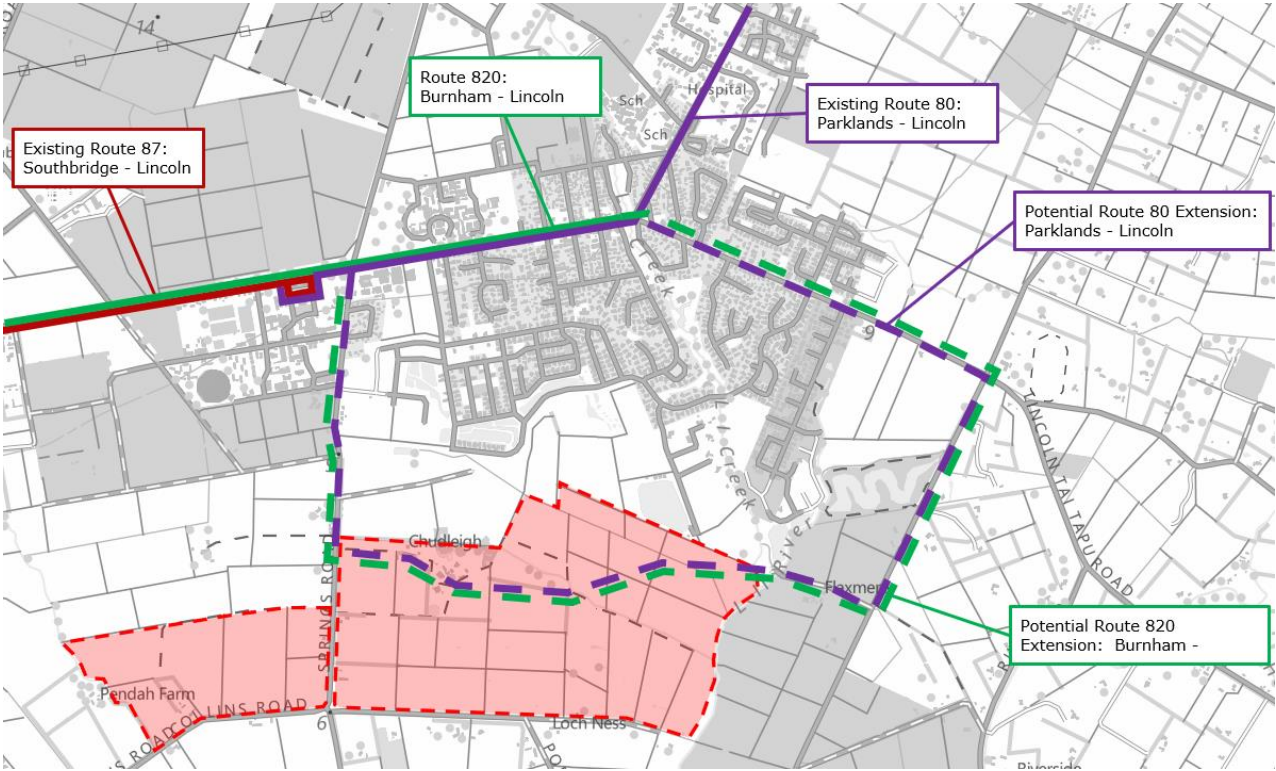 14
Route 820:
Burnham - Lincoln
Hospital
Sch
Sch
Existing Route 80:
Parklands - Lincoln
Existing Route 87:
Southbridge - Lincoln
Potential Route 80 Extension:
Parklands - Lincoln
Creek
9
LINCOLN TAI TAPU ROAD
Creek
River
Chudleigh
Flaxmer
SPRINGS ROAD
Potential Route 820
Extension: Burnham -
Pendah Farm
COLLINS ROAD
6
Loch Ness
Riverside